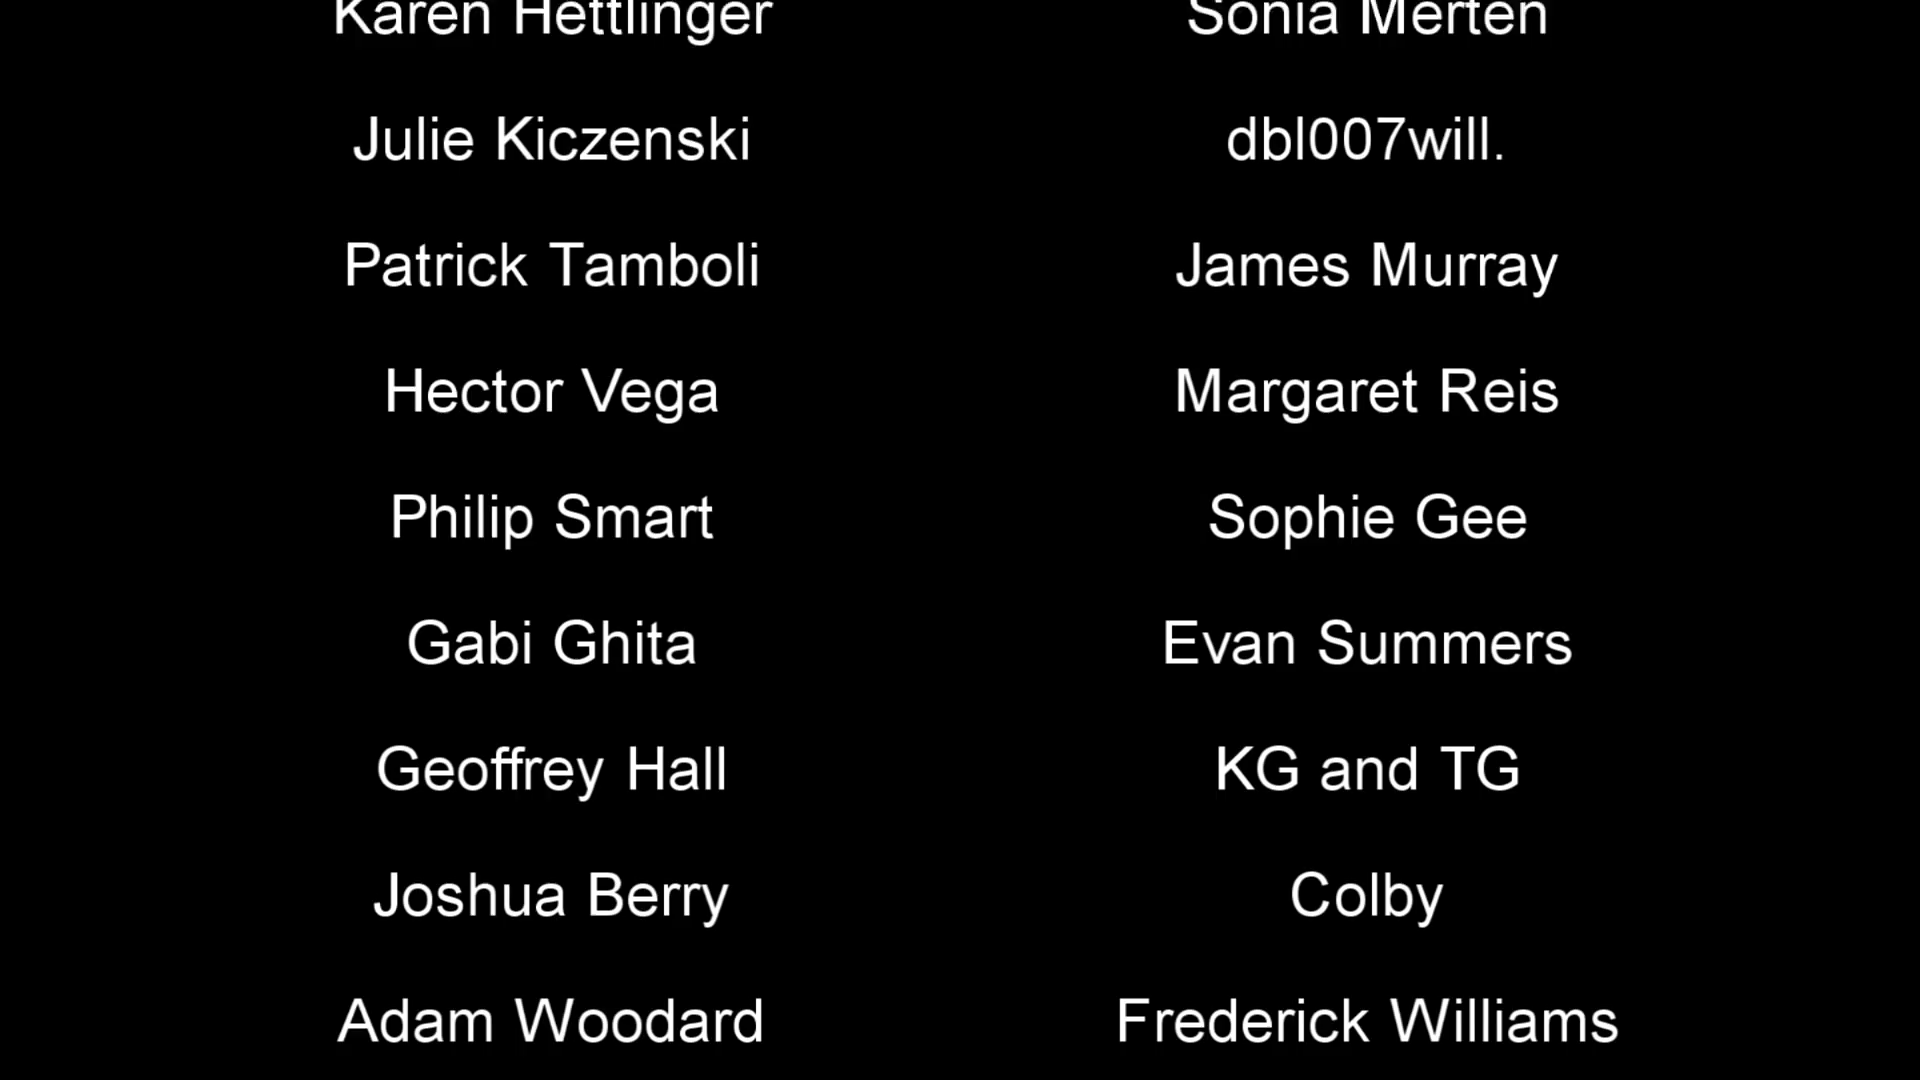 Karen Hettlinger Sonia Merten
Julie Kiczenski dbl007will.
Patrick Tamboli James Murray
Hector Vega Margaret Reis
Philip Smart Sophie Gee
Gabi Ghita Evan Summers
Geoffrey Hall KG and TG
Joshua Berry Colby
Adam Woodard Frederick Williams